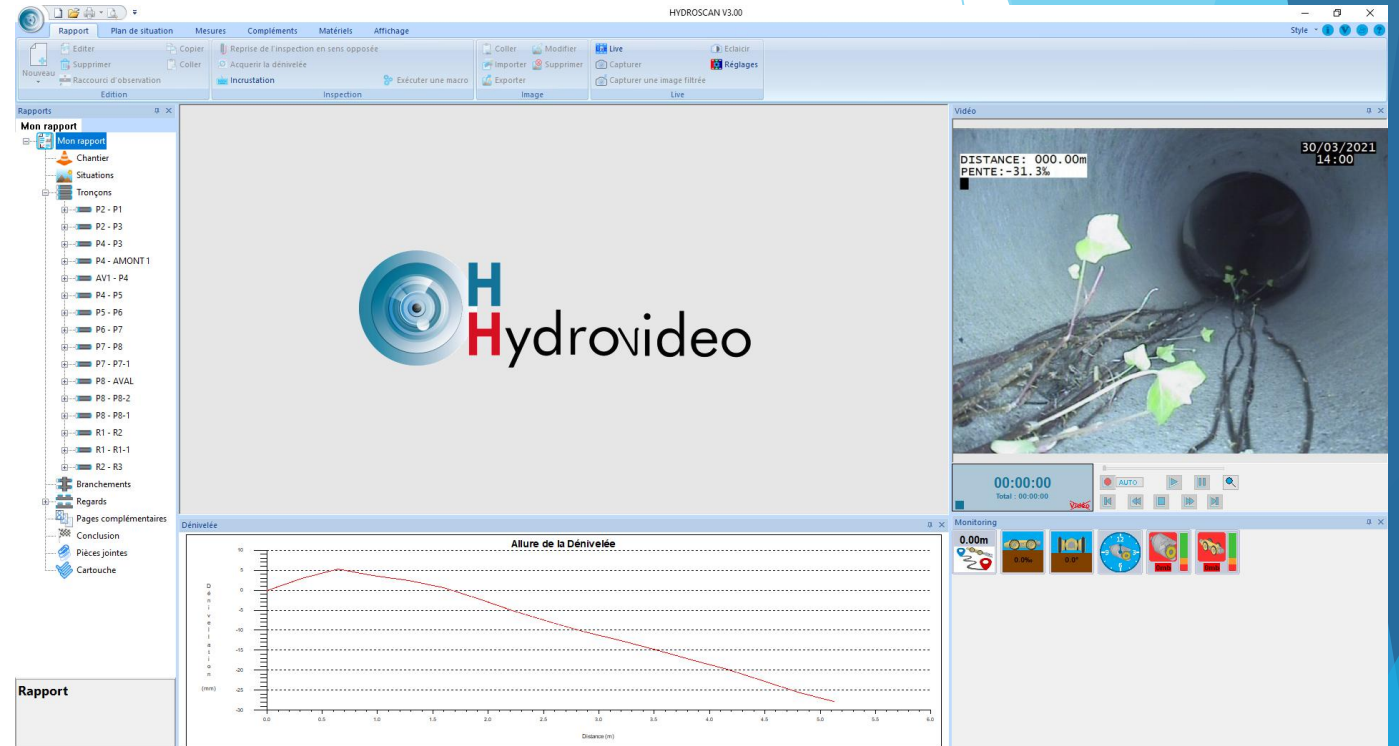 HYDROSCAN V3.00
Rapport Plan de situation Mesures Compléments Matériels Affichage Style
Nouveau
Editer
Supprimer
Raccourci d'observation
Copier
Coller
Edition
Reprise de l'inspection en sens opposée
Acquerir la dénivelée
Incrustation
Exécuter une macro
Inspection
Coller Modifier
Importer Supprimer
Exporter
Image
Live
Capturer
Capturer une image filtrée
Eclaircir
Réglages
Live
Rapports
Mon rapport
Mon rapport
Chantier
Situations
Tronçons
P2 - P1
P2 - P3
P4 - P3
P4 - AMONT 1
AV1 - P4
P4 - P5
P5 - P6
P6 - P7
P7 - P8
P7 - P7-1
P8 - AVAL
P8 - P8-2
P8 - P8-1
R1 - R2
R1 - R1-1
R2 - R3
Branchements
Regards
Pages complémentaires
Conclusion
Pièces jointes
Cartouche
Rapport
H
Hydrovideo
Dénivelée
Allure de la Dénivelée
Dénivelation
(mm)
10
5
0
-5
-10
-15
-20
-25
-30
0.0 0.5 1.0 1.5 2.0 2.5 3.0 3.5 4.0 4.5 5.0 5.5 6.0
Distance (m)
Vidéo
DISTANCE: 000.00m
PENTE:-31.3‰
30/03/2021
14:00
00:00:00
Total : 00:00:00
Vidéo
AUTO
Monitoring
0.00m
0.0‰
0.0°
0mb
0mb